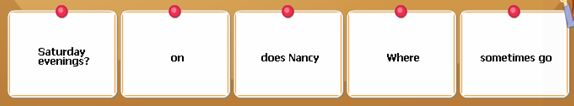 Saturday
evenings?
on
does Nancy
Where
sometimes go